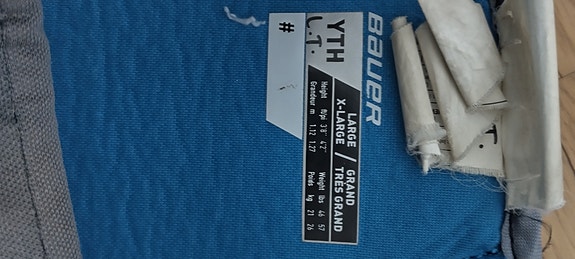 BAUER
YTH
L.T.
#
LARGE / GRAND
X-LARGE / TRÈS GRAND
Height ft/pi 3'8" 4'2" Weight lbs 46 57
Grandeur m 1.12 1.27 Poids kg 21 26
T.